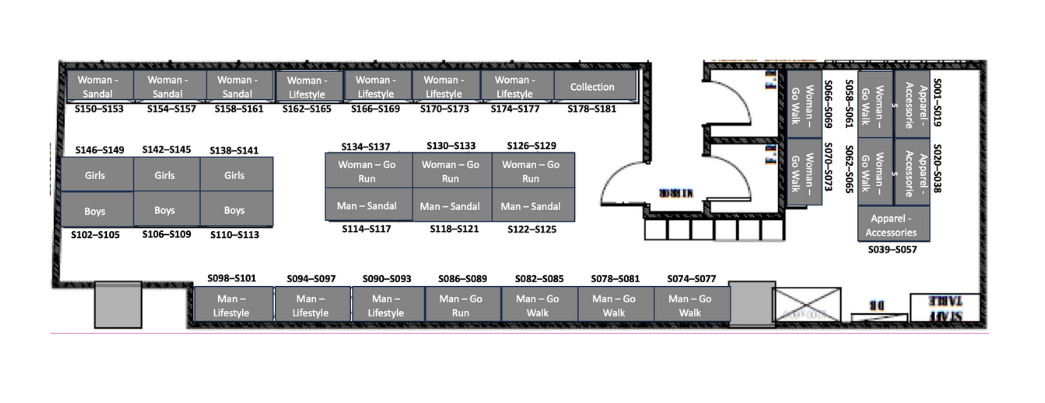 Woman -
Sandal
Woman -
Sandal
Woman -
Sandal
Woman -
Lifestyle
Woman -
Lifestyle
Woman -
Lifestyle
Woman -
Lifestyle
Collection
S150–S153
S154–S157
S158–S161
S162–S165
S166–S169
S170–S173
S174–S177
S178–S181
S146–S149
S142–S145
S138–S141
Girls
Girls
Girls
Boys
Boys
Boys
S102–S105
S106–S109
S110–S113
S134–S137
S130–S133
S126–S129
Woman – Go
Run
Woman – Go
Run
Woman – Go
Run
Man – Sandal
Man – Sandal
Man – Sandal
S114–S117
S118–S121
S122–S125
MIRROR
Woman –
Go Walk
S066–S069
Woman –
Go Walk
S070–S073
S058–S061
Woman –
Go Walk
S062–S065
Woman –
Go Walk
Apparel -
Accessorie
s
S001–S019
Apparel -
Accessorie
s
S020–S038
Apparel -
Accessories
S039–S057
S098–S101
S094–S097
S090–S093
S086–S089
S082–S085
S078–S081
S074–S077
Man –
Lifestyle
Man –
Lifestyle
Man –
Lifestyle
Man – Go
Run
Man – Go
Walk
Man – Go
Walk
Man – Go
Walk
DB
STAFF
TABLE